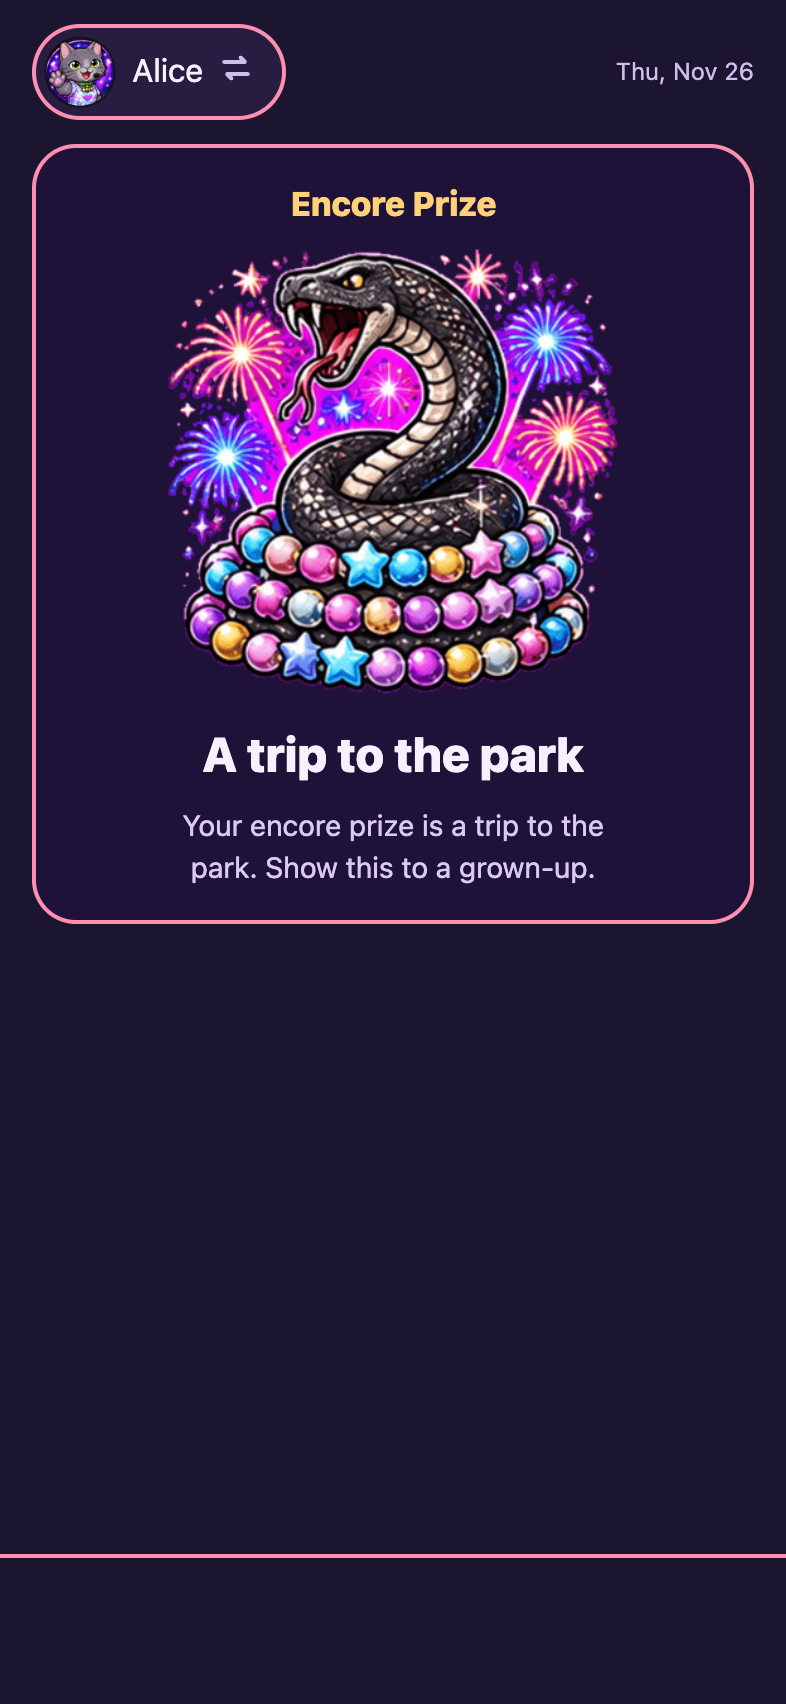 Alice
Thu, Nov 26
Encore Prize
A trip to the park
Your encore prize is a trip to the
park. Show this to a grown-up.